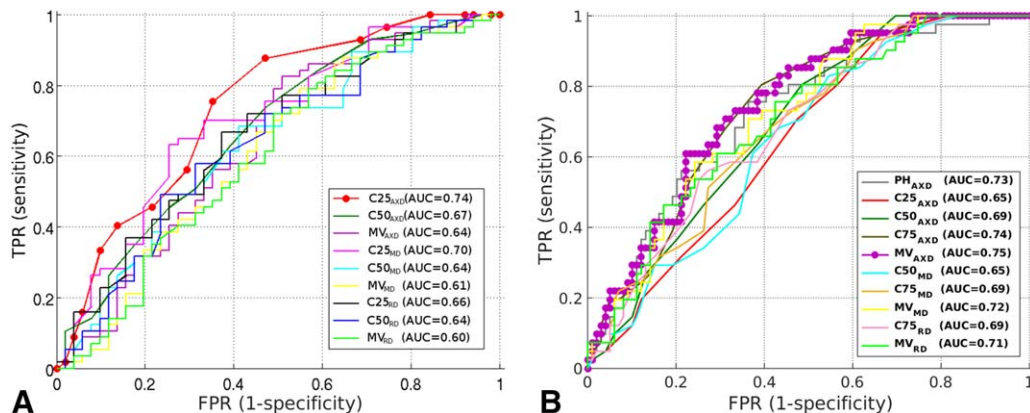 1
0.8
0.6
0.4
0.2
0
0
0.2
0.4
0.6
0.8
1
TPR (sensitivity)
FPR (1-specificity)
C25AXD(AUC=0.74)
C50AXD(AUC=0.67)
MVAXD (AUC=0.64)
C25MD (AUC=0.70)
C50MD (AUC=0.64)
MVMD (AUC=0.61)
C25RD (AUC=0.66)
C50RD (AUC=0.64)
MVRD (AUC=0.60)
A
1
0.8
0.6
0.4
0.2
0
0
0.2
0.4
0.6
0.8
1
TPR (sensitivity)
FPR (1-specificity)
PHAXD (AUC=0.73)
C25AXD (AUC=0.65)
C50AXD (AUC=0.69)
C75AXD (AUC=0.74)
MVAXD (AUC=0.75)
C50MD (AUC=0.65)
C75MD (AUC=0.69)
MVMD (AUC=0.72)
C75RD (AUC=0.69)
MVRD (AUC=0.71)
B